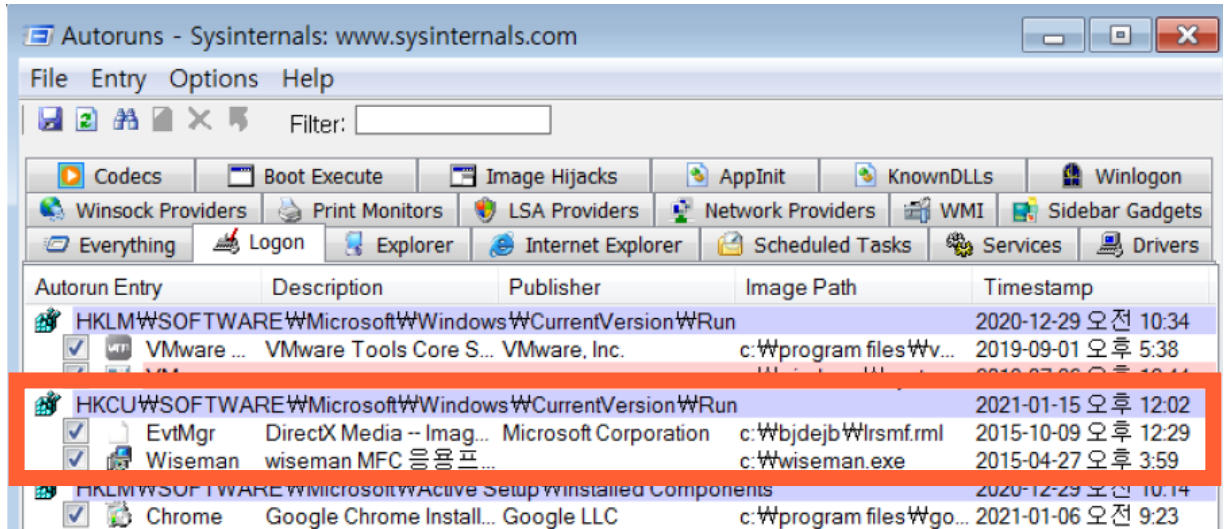 Autoruns - Sysinternals: www.sysinternals.com
File Entry Options Help
Filter:
Codecs Boot Execute Image Hijacks AppInit KnownDLLs Winlogon
Winsock Providers Print Monitors LSA Providers Network Providers WMI Sidebar Gadgets
Everything Logon Explorer Internet Explorer Scheduled Tasks Services Drivers
Autorun Entry Description Publisher Image Path Timestamp
HKLM₩SOFTWARE₩Microsoft₩Windows₩CurrentVersion₩Run 2020-12-29 오전 10:34
VMware ... VMware Tools Core S... VMware, Inc. c:₩program files₩v... 2019-09-01 오후 5:38
HKCU₩SOFTWARE₩Microsoft₩Windows₩CurrentVersion₩Run 2021-01-15 오후 12:02
EvtMgr DirectX Media -- Imag... Microsoft Corporation c:₩bjdejb₩lrsmf.rml 2015-10-09 오후 12:29
Wiseman wiseman MFC 응용프... c:₩wiseman.exe 2015-04-27 오후 3:59
HKLM₩SOFTWARE₩Microsoft₩Active Setup₩Installed Components 2020-12-29 오전 10:14
Chrome Google Chrome Install... Google LLC c:₩program files₩go... 2021-01-06 오전 9:23